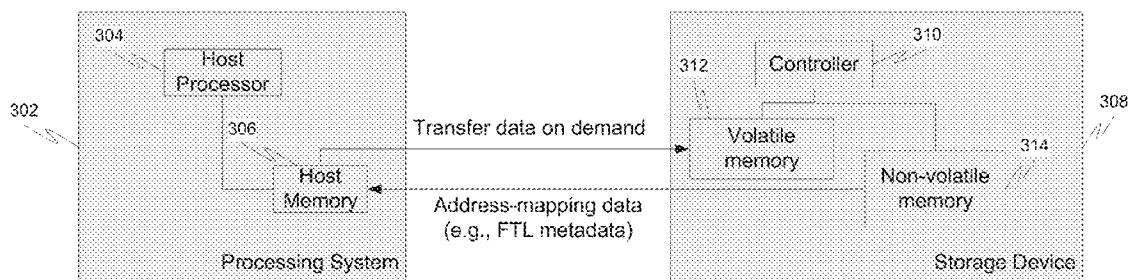 304
Host
Processor
302
306
Host
Memory
Processing System
Transfer data on demand
Address-mapping data
(e.g., FTL metadata)
310
Controller
312
Volatile
memory
308
314
Non-volatile
memory
Storage Device